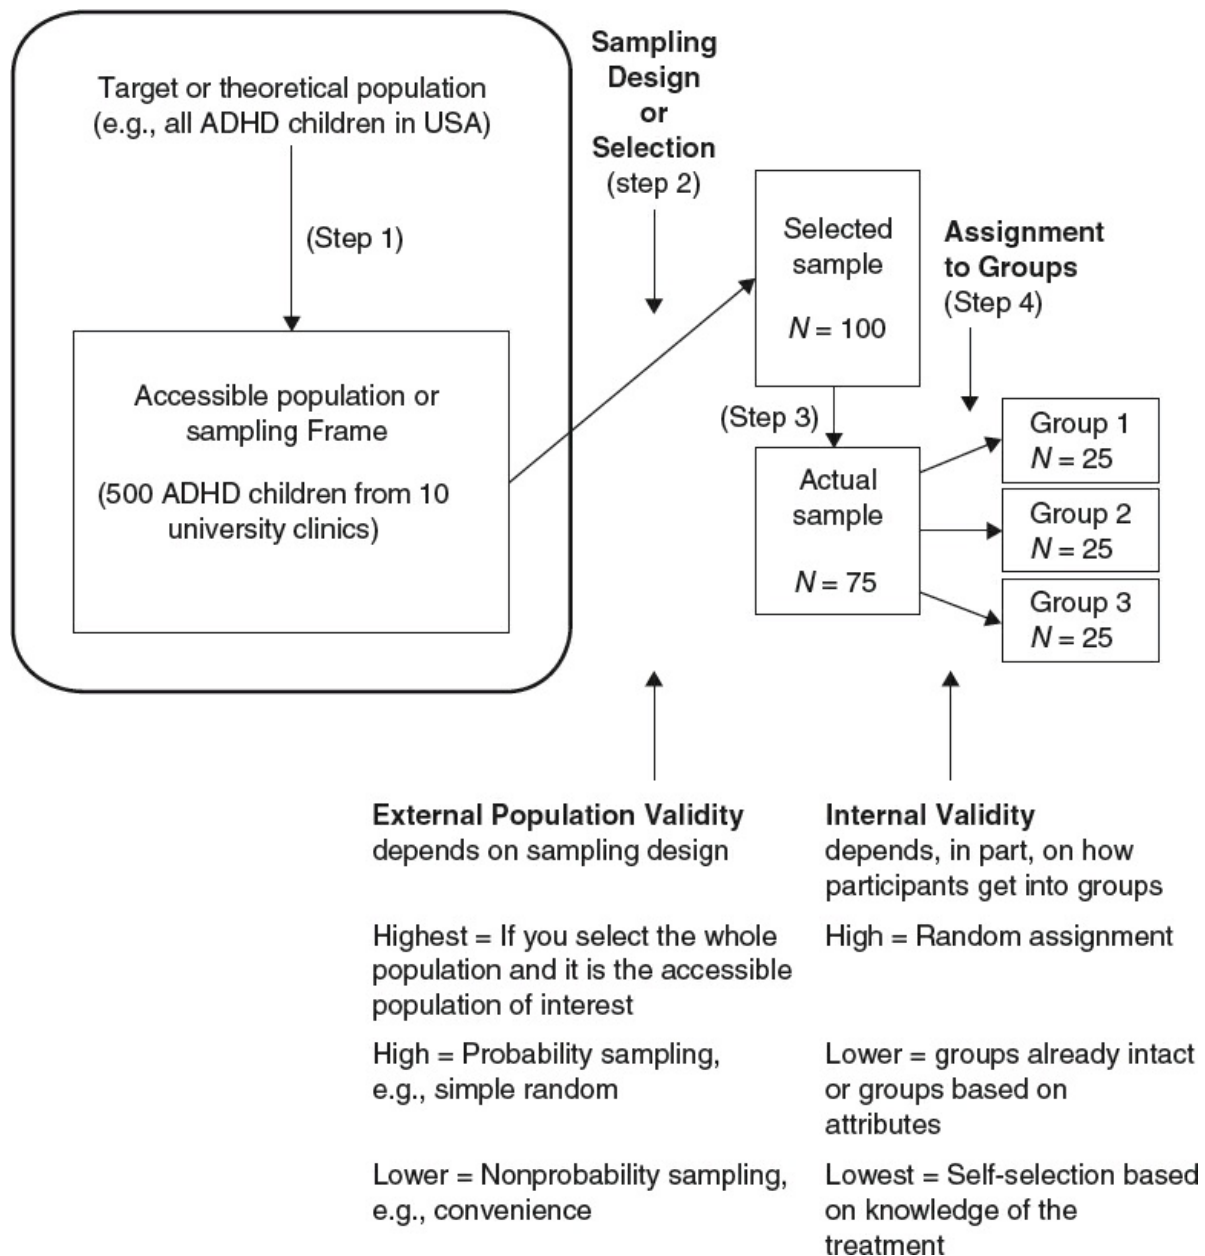 Target or theoretical population
(e.g., all ADHD children in USA)
(Step 1)
Accessible population or
sampling Frame
(500 ADHD children from 10
university clinics)
Sampling
Design
or
Selection
(step 2)
Selected
sample
N = 100
(Step 3)
Actual
sample
N = 75
Assignment
to Groups
(Step 4)
Group 1
N = 25
Group 2
N = 25
Group 3
N = 25
External Population Validity
depends on sampling design
Highest = If you select the whole
population and it is the accessible
population of interest
High = Probability sampling,
e.g., simple random
Lower = Nonprobability sampling,
e.g., convenience
Internal Validity
depends, in part, on how
participants get into groups
High = Random assignment
Lower = groups already intact
or groups based on
attributes
Lowest = Self-selection based
on knowledge of the
treatment